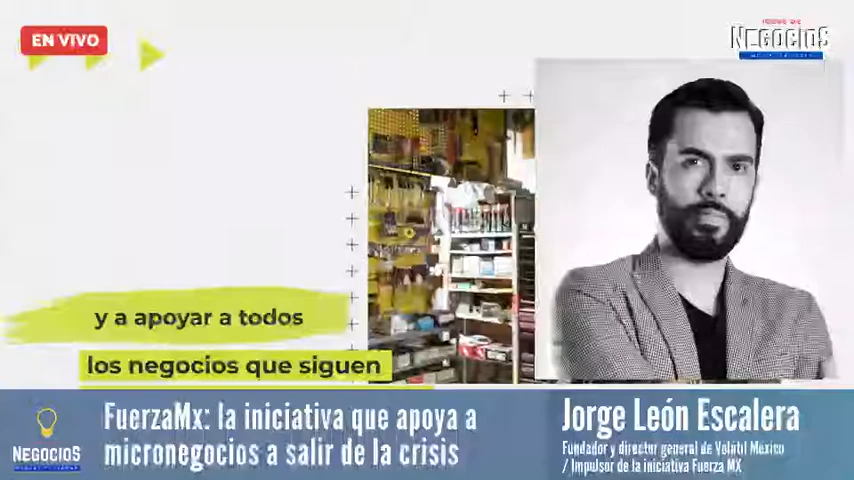 EN VIVO
NEGOCIOS
y a apoyar a todos
los negocios que siguen
FuerzaMx: la iniciativa que apoya a
micronegocios a salir de la crisis
Jorge León Escalera
Fundador y director general de Volátil México
/ Impulsor de la iniciativa Fuerza MX
NEGOCIOS